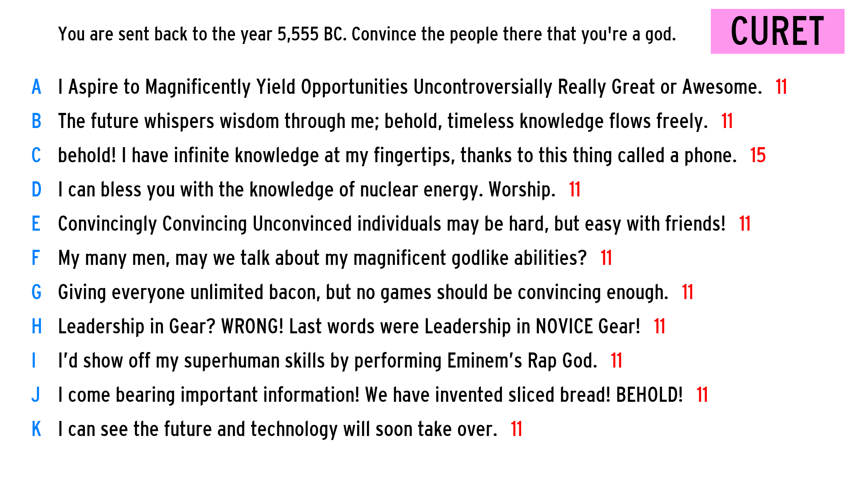 You are sent back to the year 5,555 BC. Convince the people there that you're a god.
CURET
A I Aspire to Magnificently Yield Opportunities Uncontroversially Really Great or Awesome. 11
B The future whispers wisdom through me; behold, timeless knowledge flows freely. 11
C behold! I have infinite knowledge at my fingertips, thanks to this thing called a phone. 15
D I can bless you with the knowledge of nuclear energy. Worship. 11
E Convincingly Convincing Unconvinced individuals may be hard, but easy with friends! 11
F My many men, may we talk about my magnificent godlike abilities? 11
G Giving everyone unlimited bacon, but no games should be convincing enough. 11
H Leadership in Gear? WRONG! Last words were Leadership in NOVICE Gear! 11
I I’d show off my superhuman skills by performing Eminem’s Rap God. 11
J I come bearing important information! We have invented sliced bread! BEHOLD! 11
K I can see the future and technology will soon take over. 11